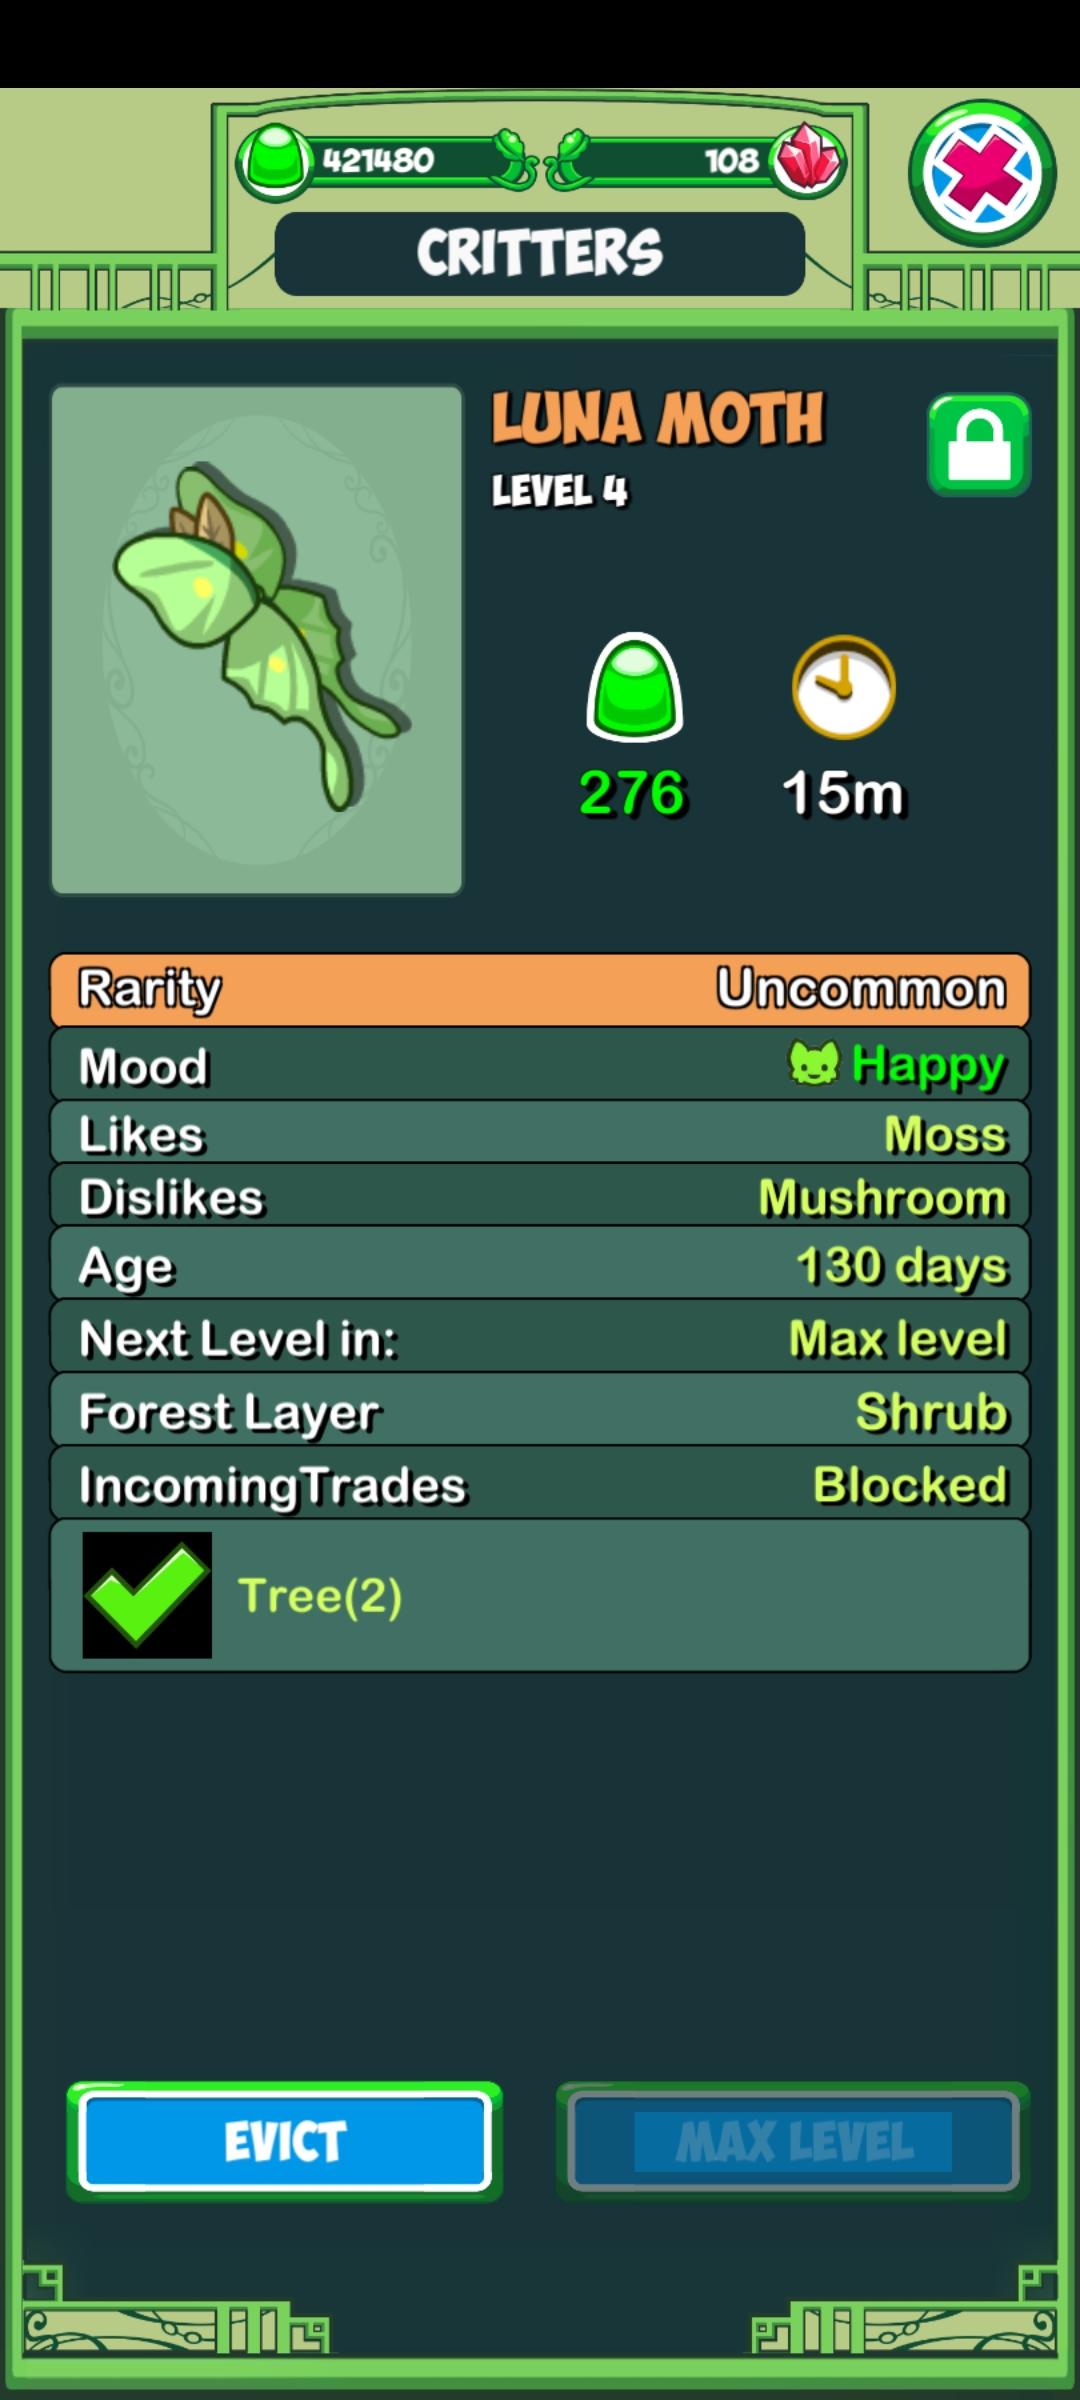 421480
108
CRITTERS
LUNA MOTH
LEVEL 4
276
15m
Rarity Uncommon
Mood Happy
Likes Moss
Dislikes Mushroom
Age 130 days
Next Level in: Max level
Forest Layer Shrub
IncomingTrades Blocked
Tree(2)
EVICT
MAX LEVEL